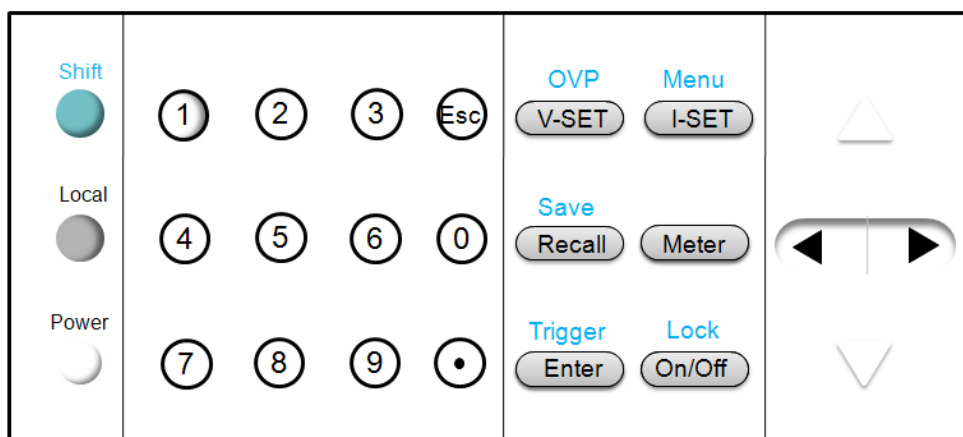 Shift
Local
Power
1 2 3 Esc
4 5 6 0
7 8 9 •
OVP Menu
V-SET I-SET
Save
Recall Meter
Trigger Lock
Enter On/Off